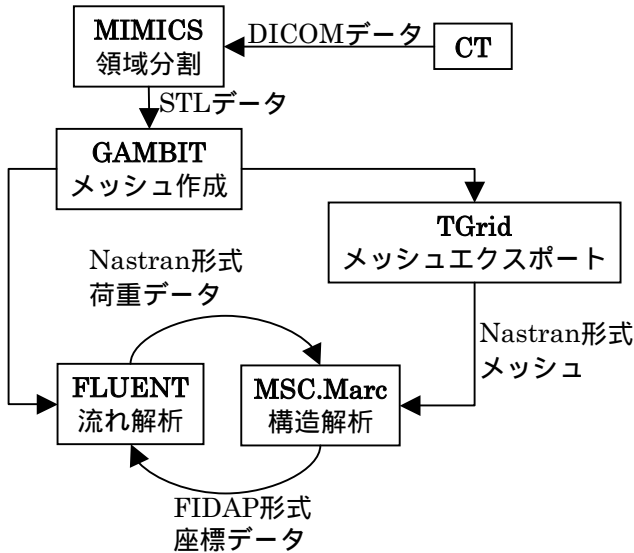 MIMICS
領域分割
DICOMデータ
CT
STLデータ
GAMBIT
メッシュ作成
TGrid
メッシュエクスポート
Nastran形式
荷重データ
Nastran形式
メッシュ
FLUENT
流れ解析
MSC.Marc
構造解析
FIDAP形式
座標データ